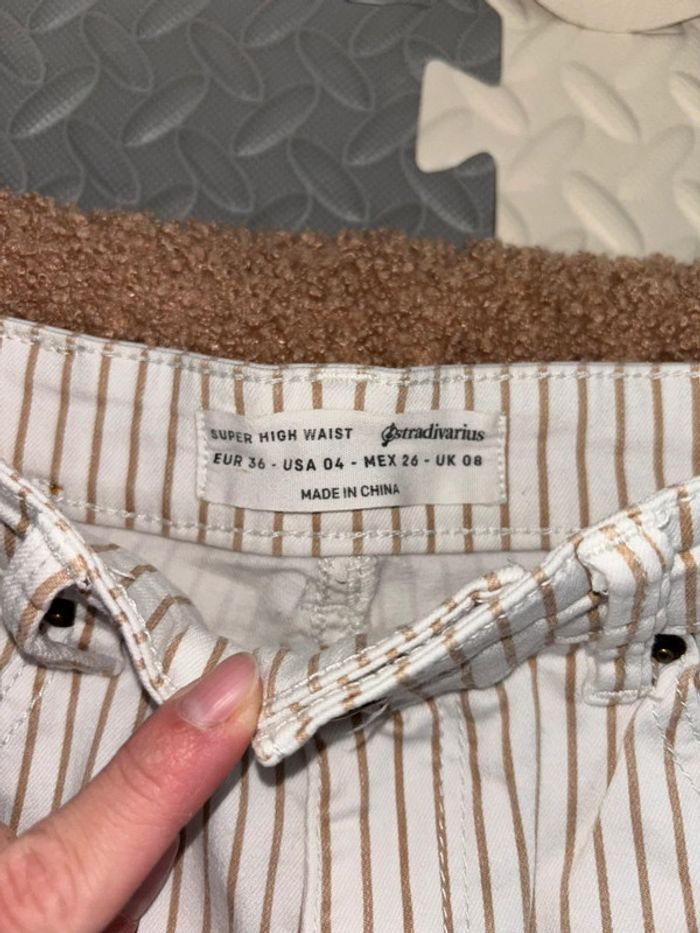 SUPER HIGH WAIST Stradivarius
EUR 36 - USA 04 - MEX 26 - UK 08
MADE IN CHINA